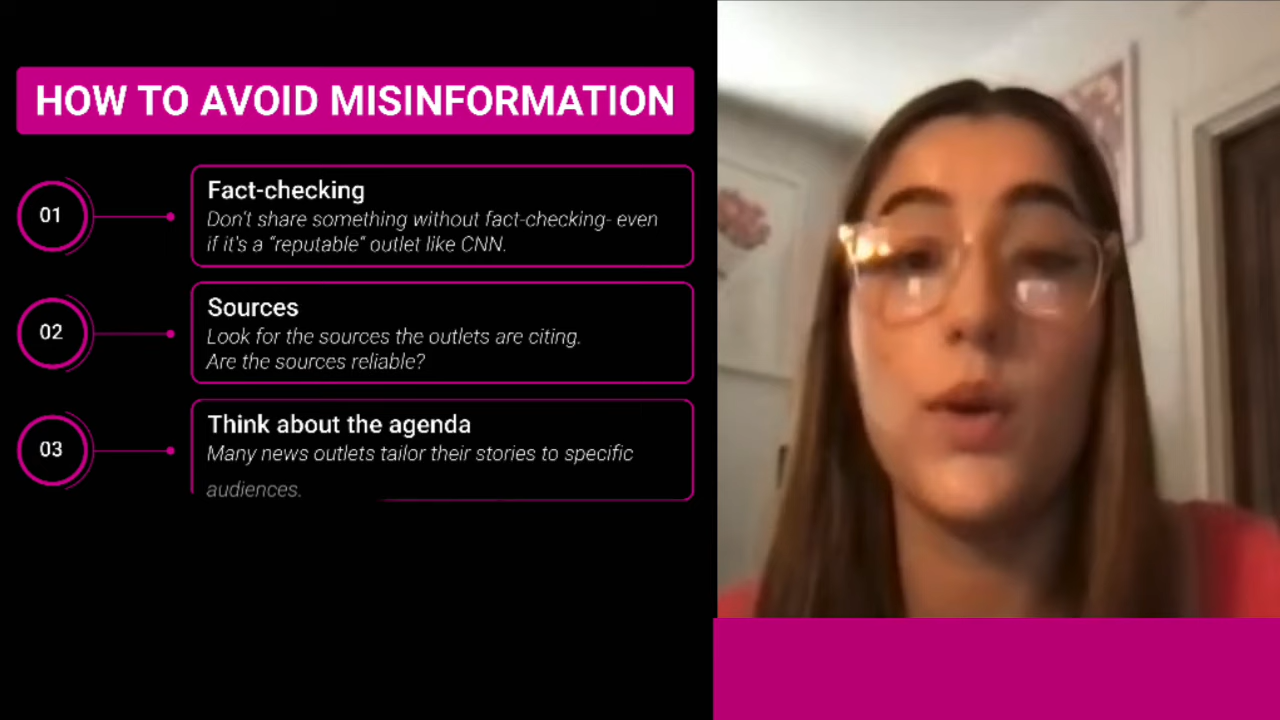 HOW TO AVOID MISINFORMATION
01
Fact-checking
Don't share something without fact-checking- even
if it's a "reputable" outlet like CNN.
02
Sources
Look for the sources the outlets are citing.
Are the sources reliable?
03
Think about the agenda
Many news outlets tailor their stories to specific
audiences.